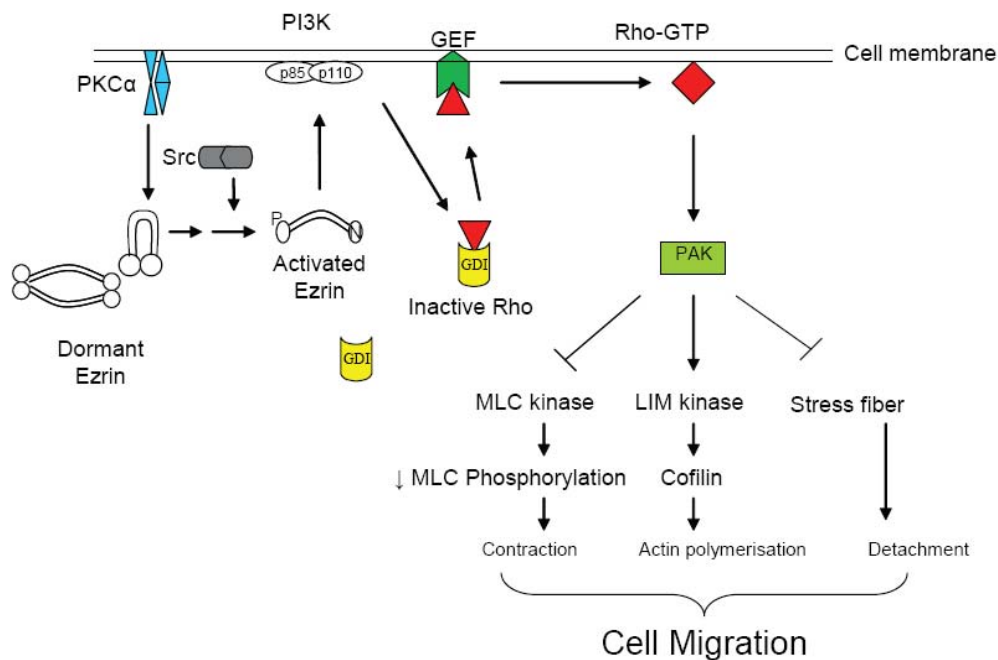 PI3K
GEF
Rho-GTP
Cell membrane
PKCα
p85
p110
Src
P
N
Activated
Ezrin
GDI
Inactive Rho
PAK
Dormant
Ezrin
GDI
MLC kinase
LIM kinase
Stress fiber
↓ MLC Phosphorylation
Cofilin
Contraction
Actin polymerisation
Detachment
Cell Migration